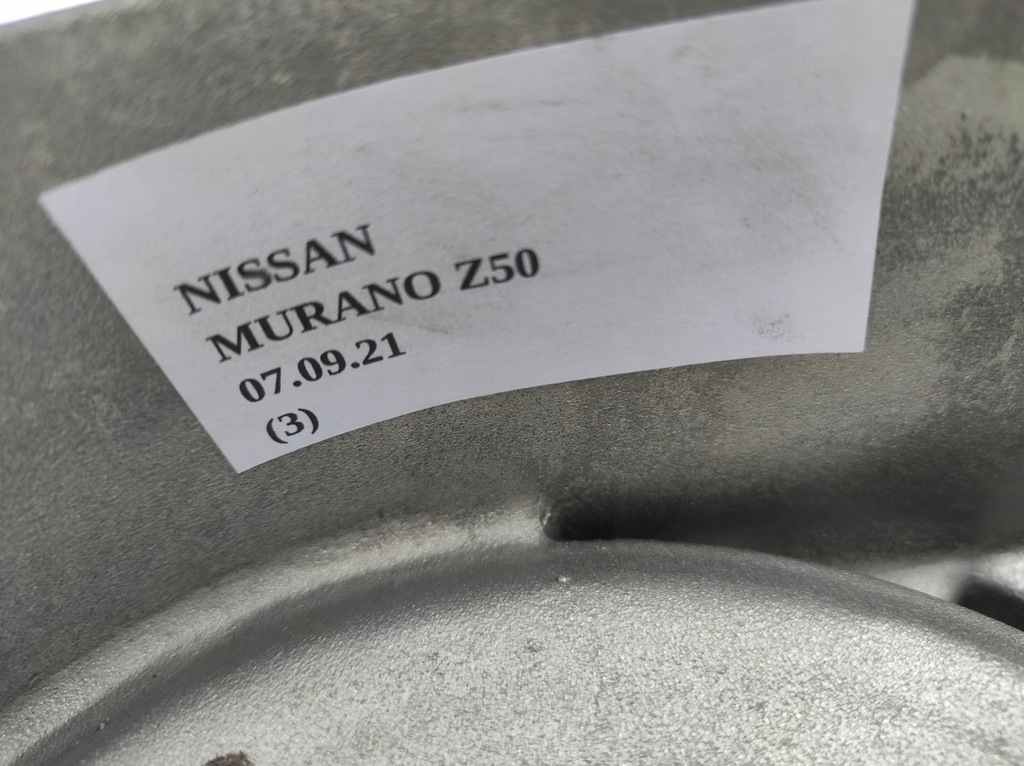 NISSAN
MURANO Z50
07.09.21
(3)